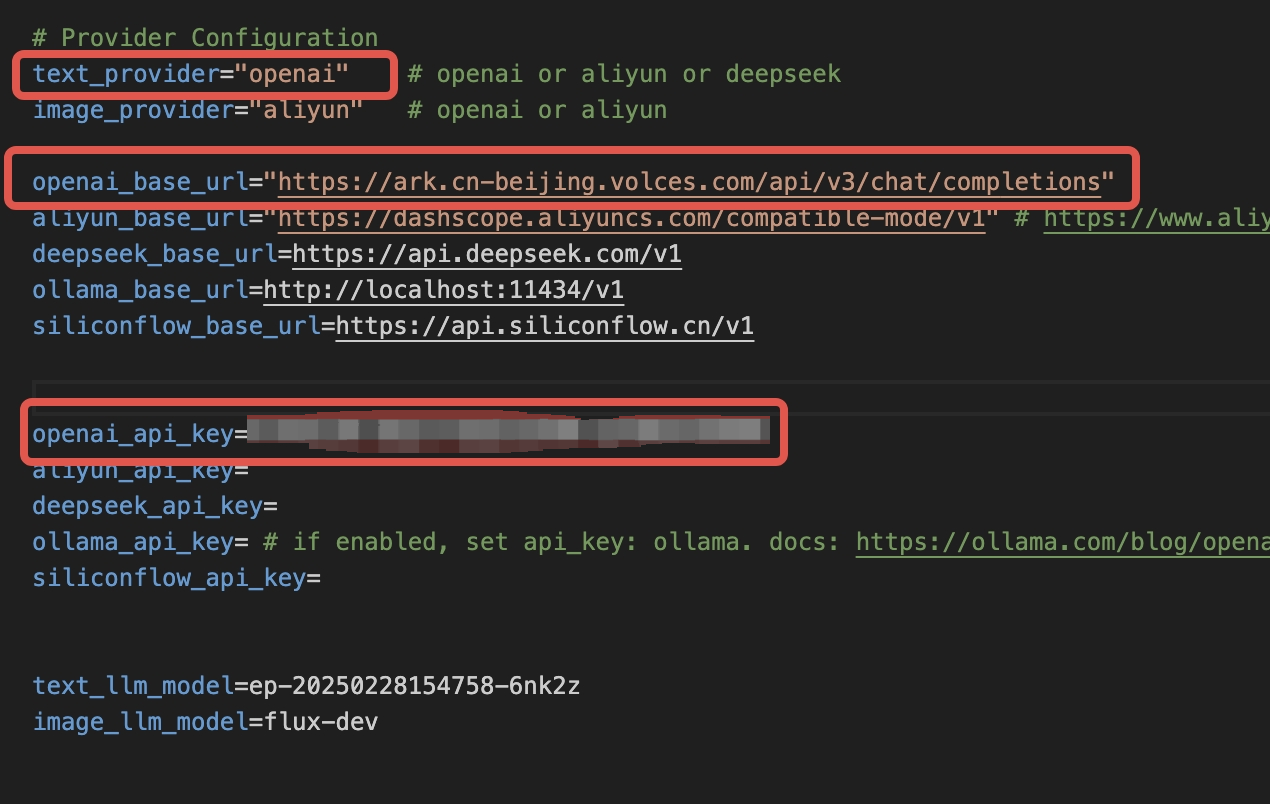 # Provider Configuration
text_provider="openai"   # openai or aliyun or deepseek
image_provider="aliyun"   # openai or aliyun
openai_base_url="https://ark.cn-beijing.volces.com/api/v3/chat/completions"
aliyun_base_url="https://dashscope.aliyuncs.com/compatible-mode/v1" # https://www.aliy
deepseek_base_url=https://api.deepseek.com/v1
ollama_base_url=http://localhost:11434/v1
siliconflow_base_url=https://api.siliconflow.cn/v1
openai_api_key=
aliyun_api_key=
deepseek_api_key=
ollama_api_key= # if enabled, set api_key: ollama. docs: https://ollama.com/blog/opena
siliconflow_api_key=
text_llm_model=ep-20250228154758-6nk2z
image_llm_model=flux-dev